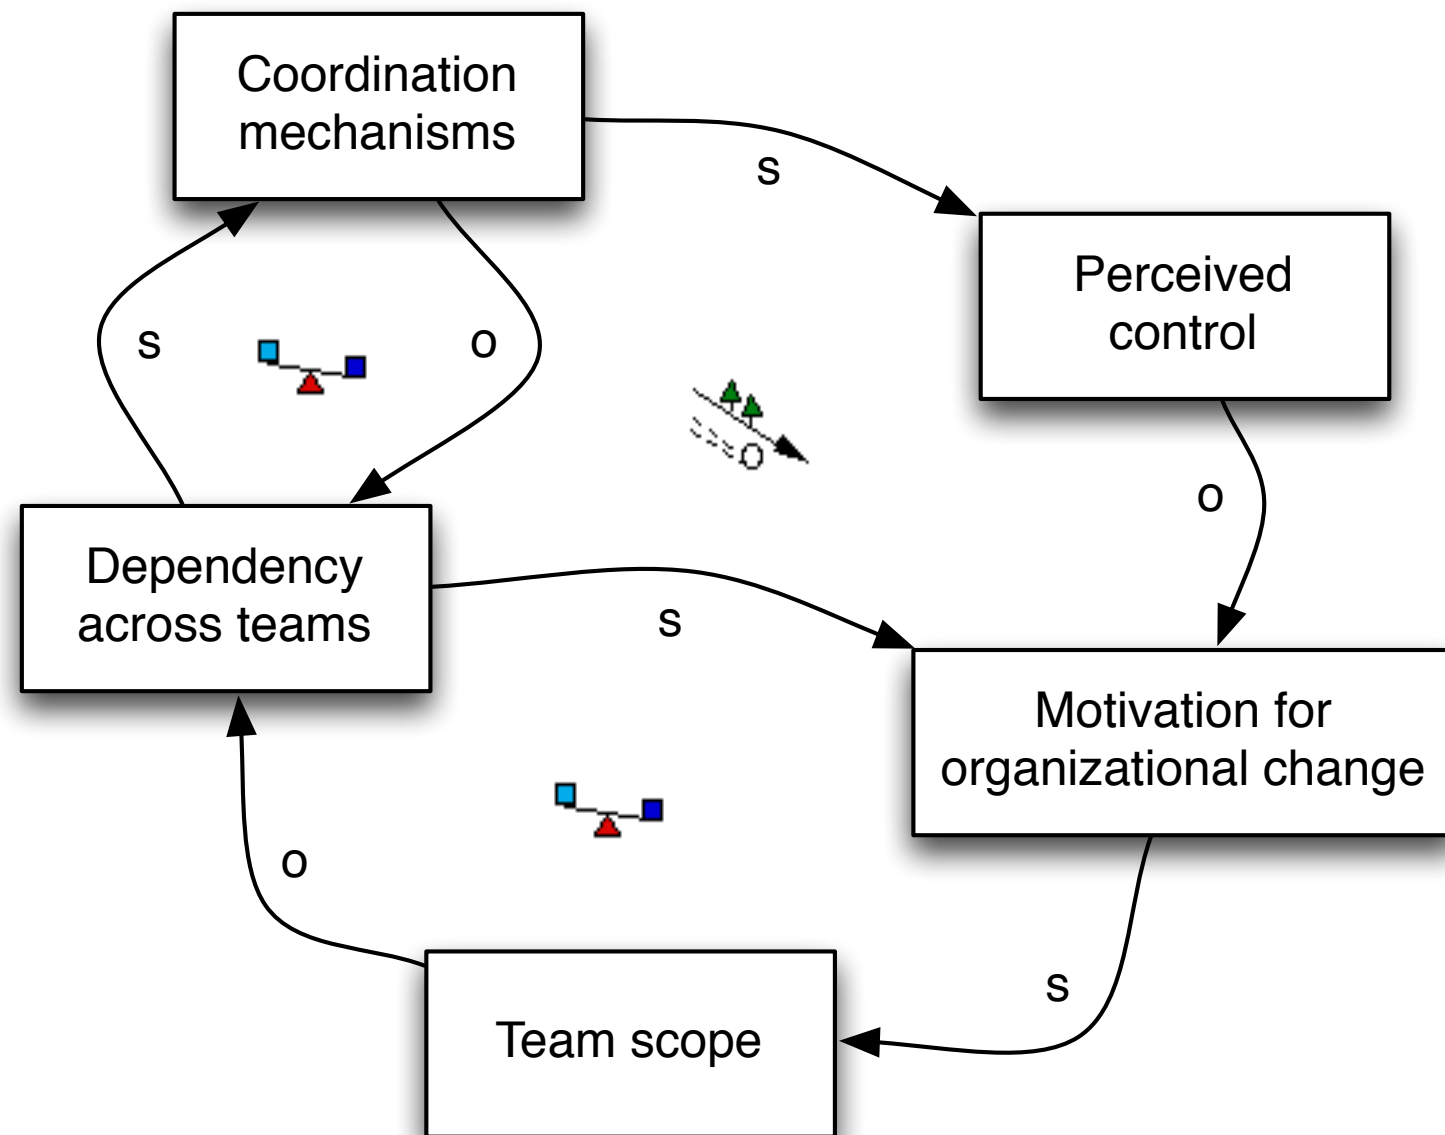 Coordination
mechanisms
s
Perceived
control
s
o
o
Dependency
across teams
s
Motivation for
organizational change
o
s
Team scope